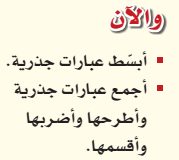 والآن
▪ أبسّط عبارات جذرية.
▪ أجمع عبارات جذرية
وأطرحها وأضربها
وأقسمها.